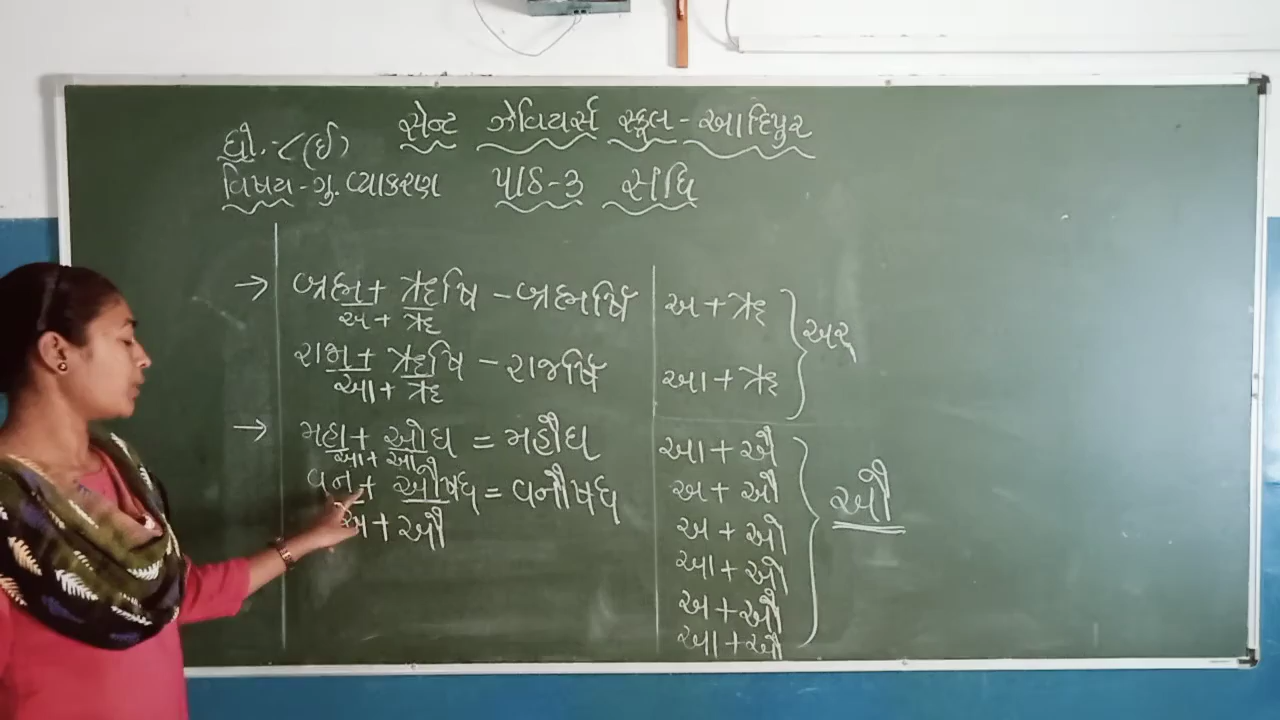 સેન્ટ ઝેવિયર્સ સ્કુલ - આદિપુર
ધો. - ૮ (ઈ)
વિષય - ગુ. વ્યાકરણ પાઠ - ૩ સંધિ
→ બ્રહ્મ + ઋષિ - બ્રહ્મર્ષિ
અ + ઋ
રાજા + ઋષિ - રાજર્ષિ
આ + ઋ
→ મહા + ઓઘ = મહૌઘ
આ + ઓ
વન + ઔષધ = વનૌષધ
અ + ઔ
અ + ઋ
આ + ઋ
અર્
આ + ઐ
અ + ઔ
અ + ઓ
આ + ઓ
અ + ઔ
આ + ઔ
ઔ